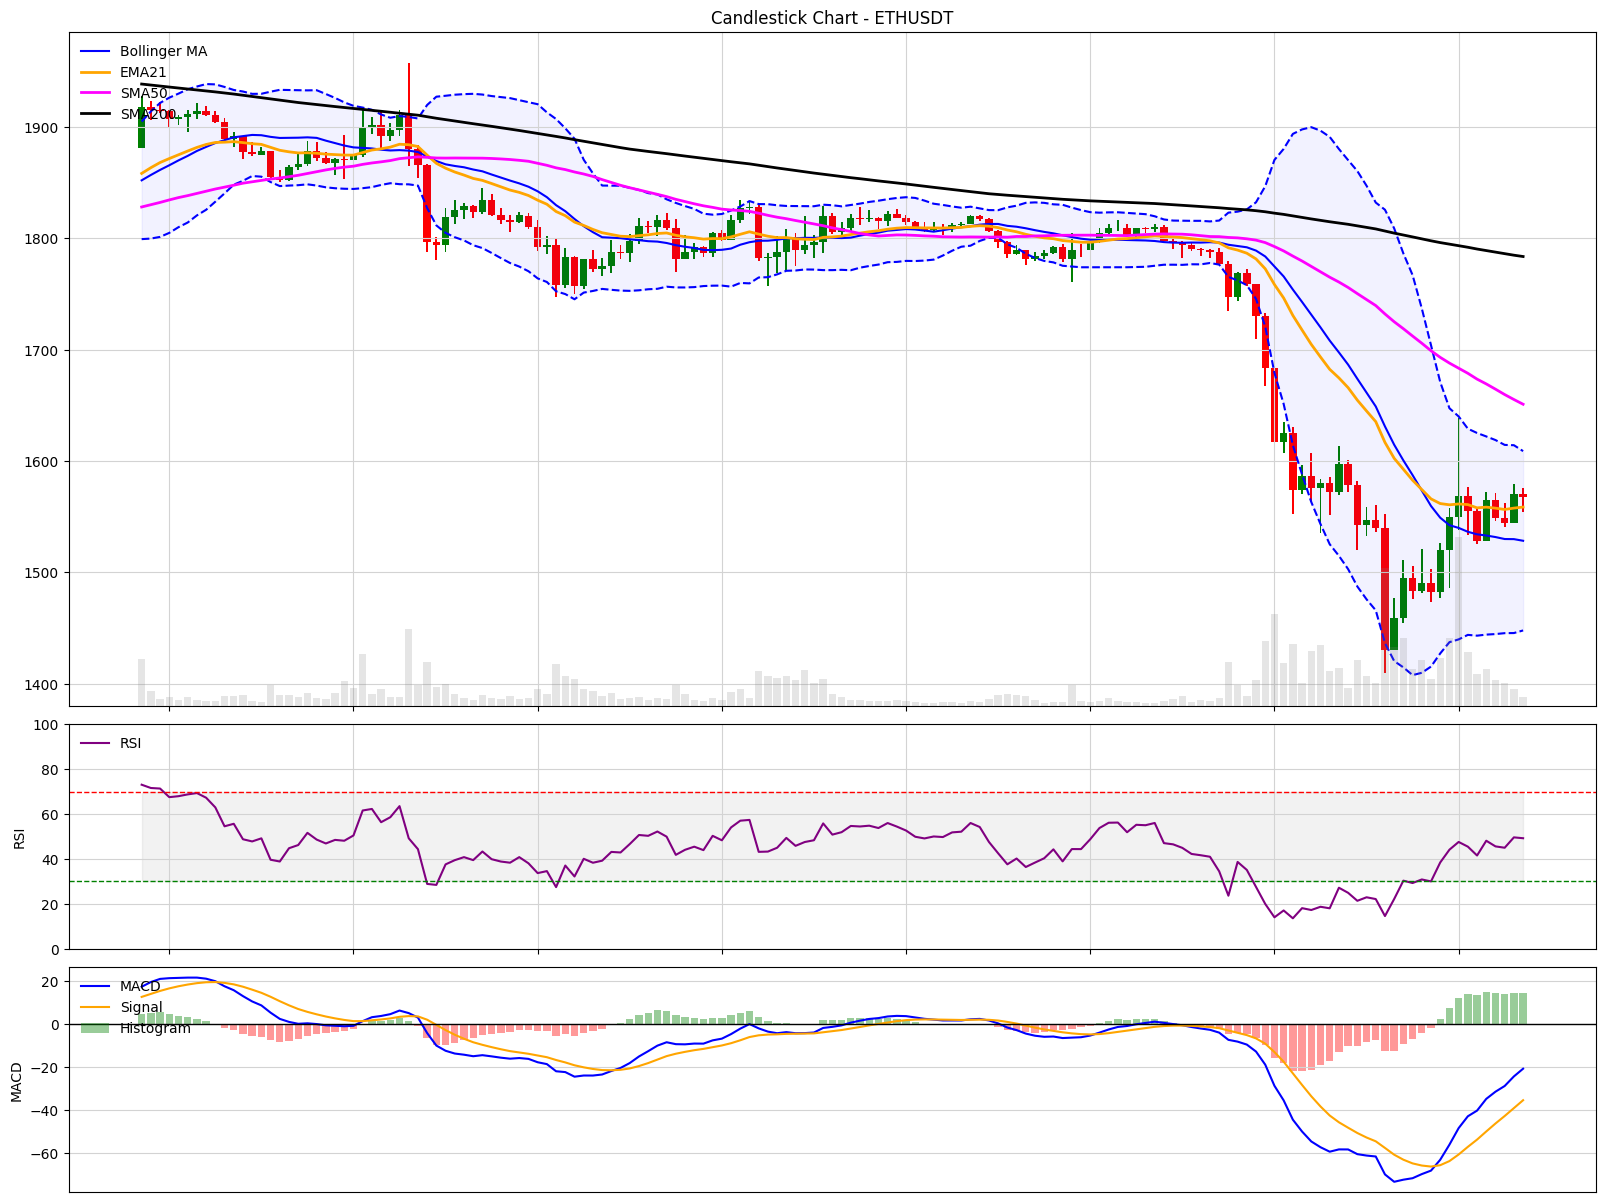 Candlestick Chart - ETHUSDT
Bollinger MA
EMA21
SMA50
SMA200
1900
1800
1700
1600
1500
1400
RSI
100
80
60
40
20
0
RSI
MACD
Signal
Histogram
20
0
−20
−40
−60
MACD